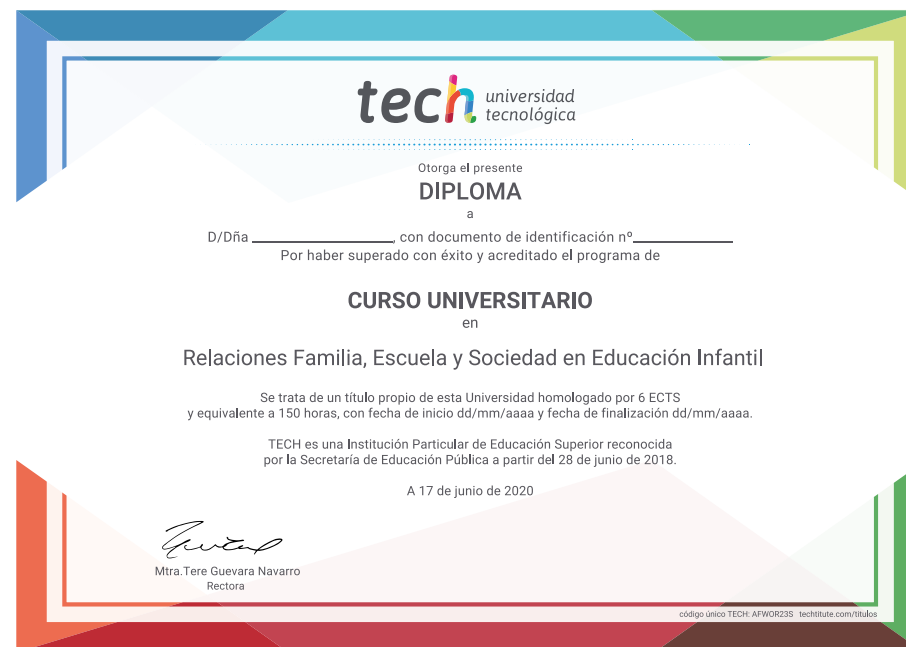 tech universidad
tecnológica
Otorga el presente
DIPLOMA
a
D/Dña ____________________, con documento de identificación nº______________
Por haber superado con éxito y acreditado el programa de
CURSO UNIVERSITARIO
en
Relaciones Familia, Escuela y Sociedad en Educación Infantil
Se trata de un título propio de esta Universidad homologado por 6 ECTS
y equivalente a 150 horas, con fecha de inicio dd/mm/aaaa y fecha de finalización dd/mm/aaaa.
TECH es una Institución Particular de Educación Superior reconocida
por la Secretaría de Educación Pública a partir del 28 de junio de 2018.
A 17 de junio de 2020
Mtra.Tere Guevara Navarro
Rectora
código único TECH: AFWOR23S techtitute.com/titulos